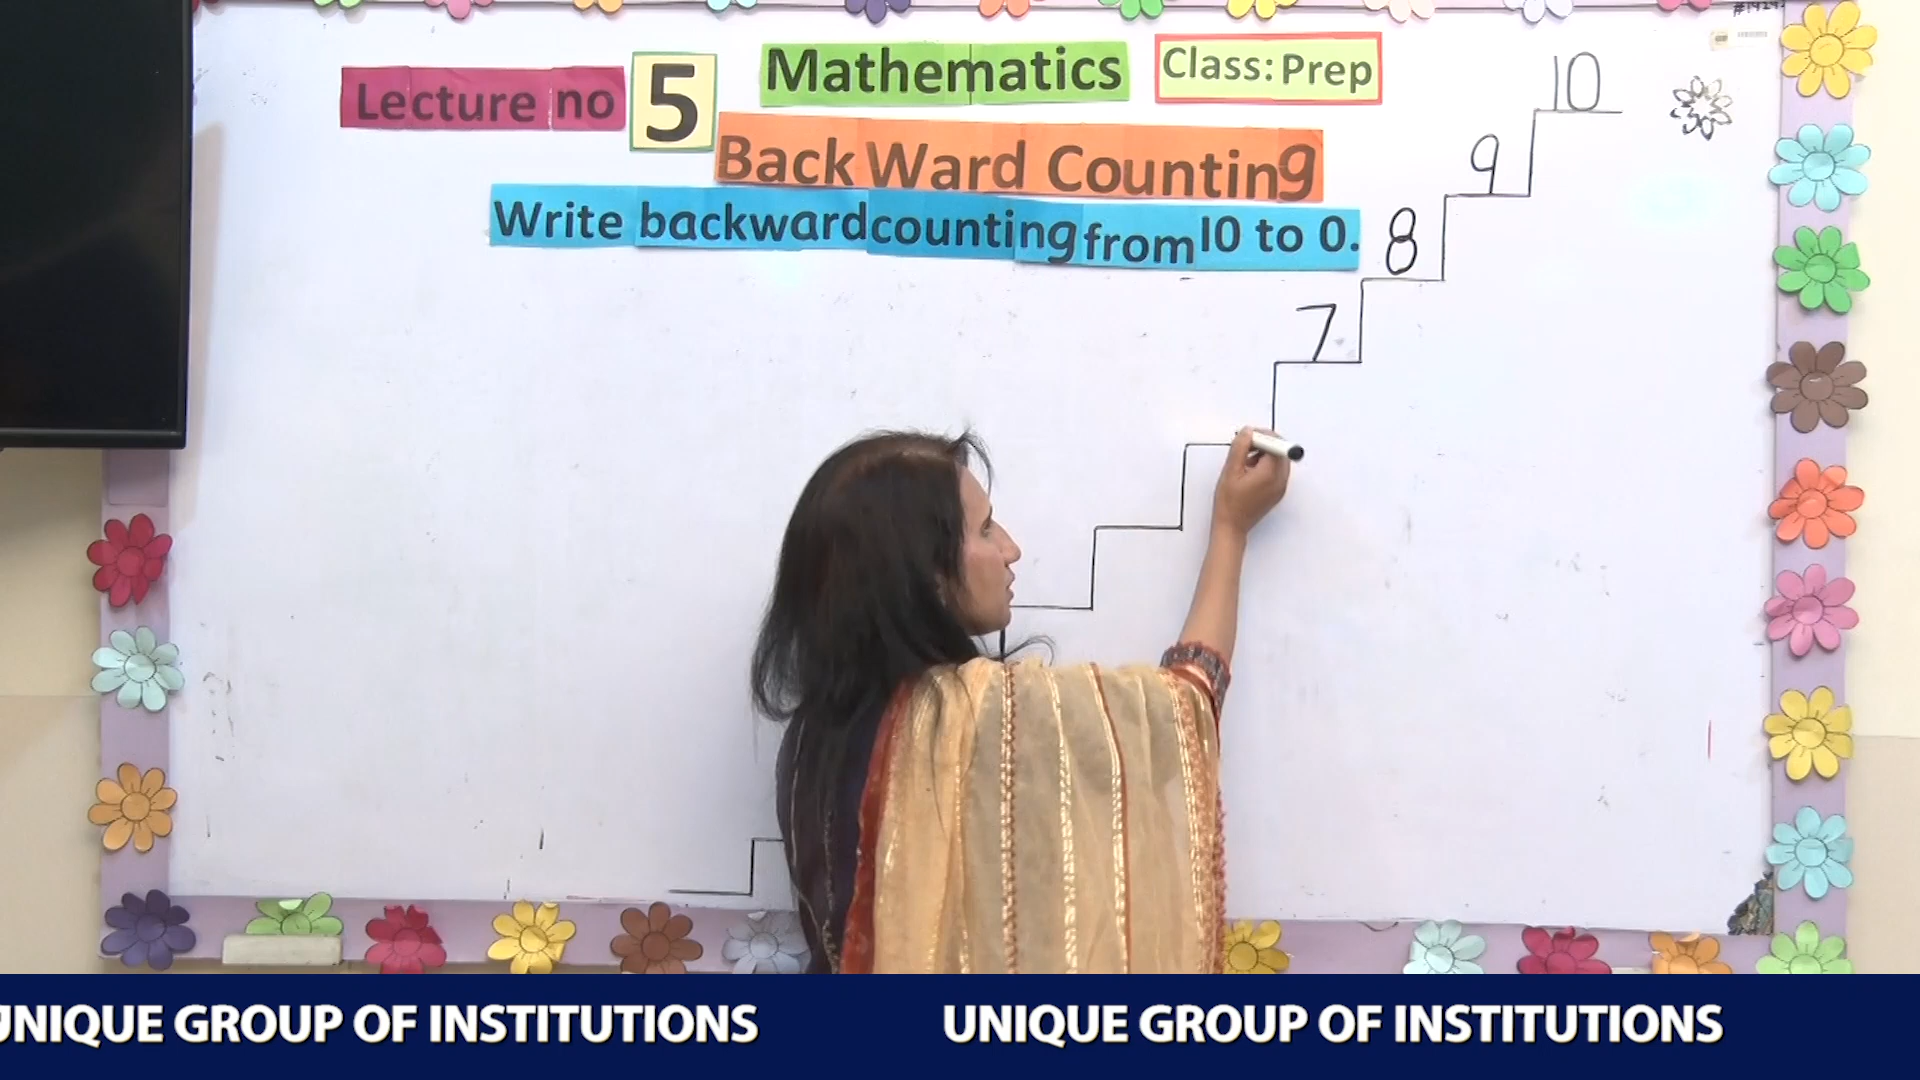 Lecture no 5
Mathematics
Class: Prep
Back Ward Counting
Write backward counting from 10 to 0.
10
9
8
7
UNIQUE GROUP OF INSTITUTIONS UNIQUE GROUP OF INSTITUTIONS